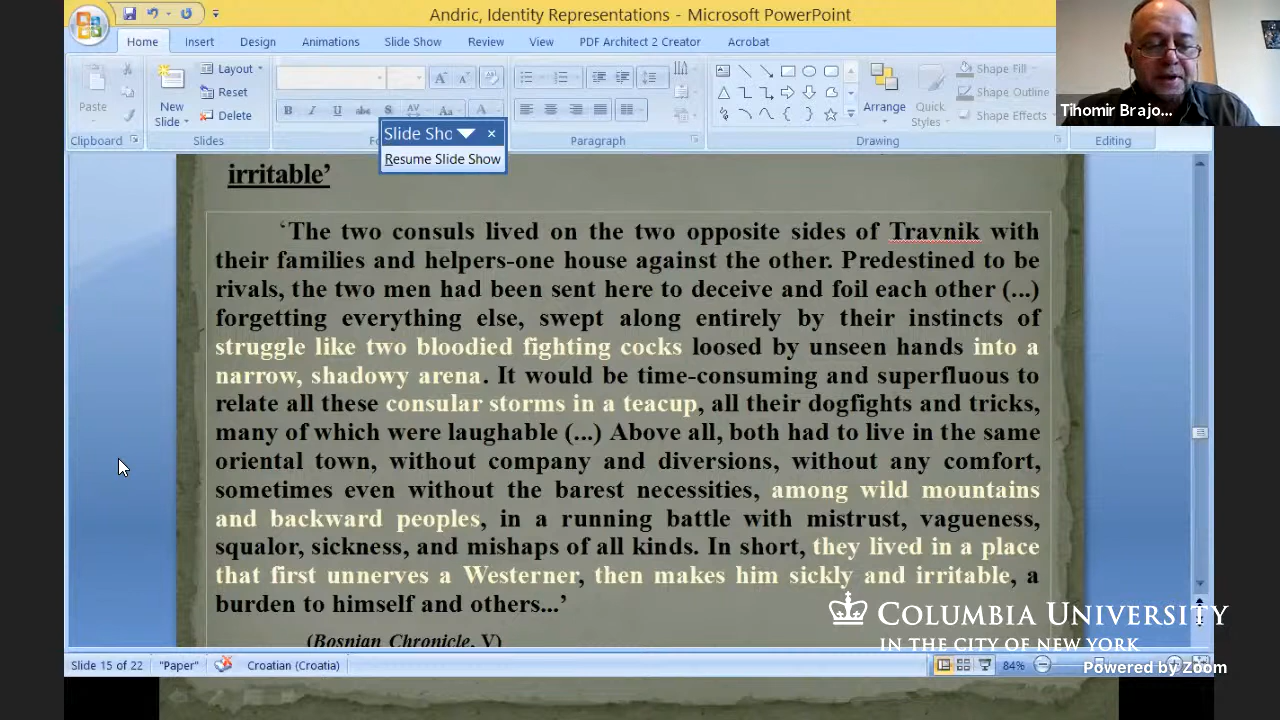 Andric, Identity Representations - Microsoft PowerPoint
Home Insert Design Animations Slide Show Review View PDF Architect 2 Creator Acrobat
Paste
Clipboard
New
Slide
Layout
Reset
Delete
Slides
B I U abc S AV Aa A
Paragraph
Arrange
Quick
Styles
Shape Fill
Shape Outline
Shape Effects
Drawing
Editing
Tihomir Brajo...
Slide Sho
Resume Slide Show
irritable’
‘The two consuls lived on the two opposite sides of Travnik with
their families and helpers-one house against the other. Predestined to be
rivals, the two men had been sent here to deceive and foil each other (...)
forgetting everything else, swept along entirely by their instincts of
struggle like two bloodied fighting cocks loosed by unseen hands into a
narrow, shadowy arena. It would be time-consuming and superfluous to
relate all these consular storms in a teacup, all their dogfights and tricks,
many of which were laughable (...) Above all, both had to live in the same
oriental town, without company and diversions, without any comfort,
sometimes even without the barest necessities, among wild mountains
and backward peoples, in a running battle with mistrust, vagueness,
squalor, sickness, and mishaps of all kinds. In short, they lived in a place
that first unnerves a Westerner, then makes him sickly and irritable, a
burden to himself and others...’
(Bosnian Chronicle, V)
COLUMBIA UNIVERSITY
IN THE CITY OF NEW YORK
Slide 15 of 22 "Paper" Croatian (Croatia) 84%
Powered by Zoom